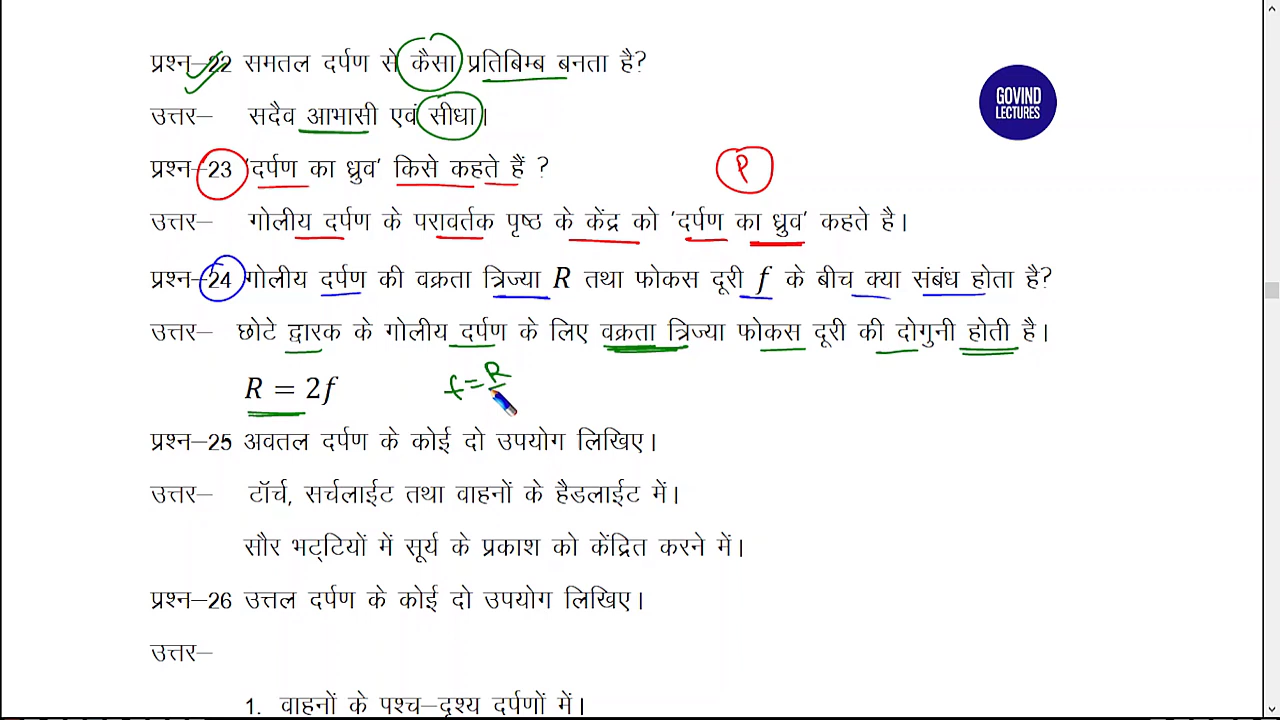 प्रश्न–22 समतल दर्पण से कैसा प्रतिबिम्ब बनता है?
GOVIND
LECTURES
उत्तर– सदैव आभासी एवं सीधा।
प्रश्न–23 'दर्पण का ध्रुव' किसे कहते हैं ?
P
उत्तर– गोलीय दर्पण के परावर्तक पृष्ठ के केंद्र को 'दर्पण का ध्रुव' कहते है।
प्रश्न–24 गोलीय दर्पण की वक्रता त्रिज्या R तथा फोकस दूरी f के बीच क्या संबंध होता है?
उत्तर– छोटे द्वारक के गोलीय दर्पण के लिए वक्रता त्रिज्या फोकस दूरी की दोगुनी होती है।
R = 2f f = R
प्रश्न–25 अवतल दर्पण के कोई दो उपयोग लिखिए।
उत्तर– टॉर्च, सर्चलाईट तथा वाहनों के हैडलाईट में।
सौर भट्टियों में सूर्य के प्रकाश को केंद्रित करने में।
प्रश्न–26 उत्तल दर्पण के कोई दो उपयोग लिखिए।
उत्तर–
1. वाहनों के पश्च–दृश्य दर्पणों में।